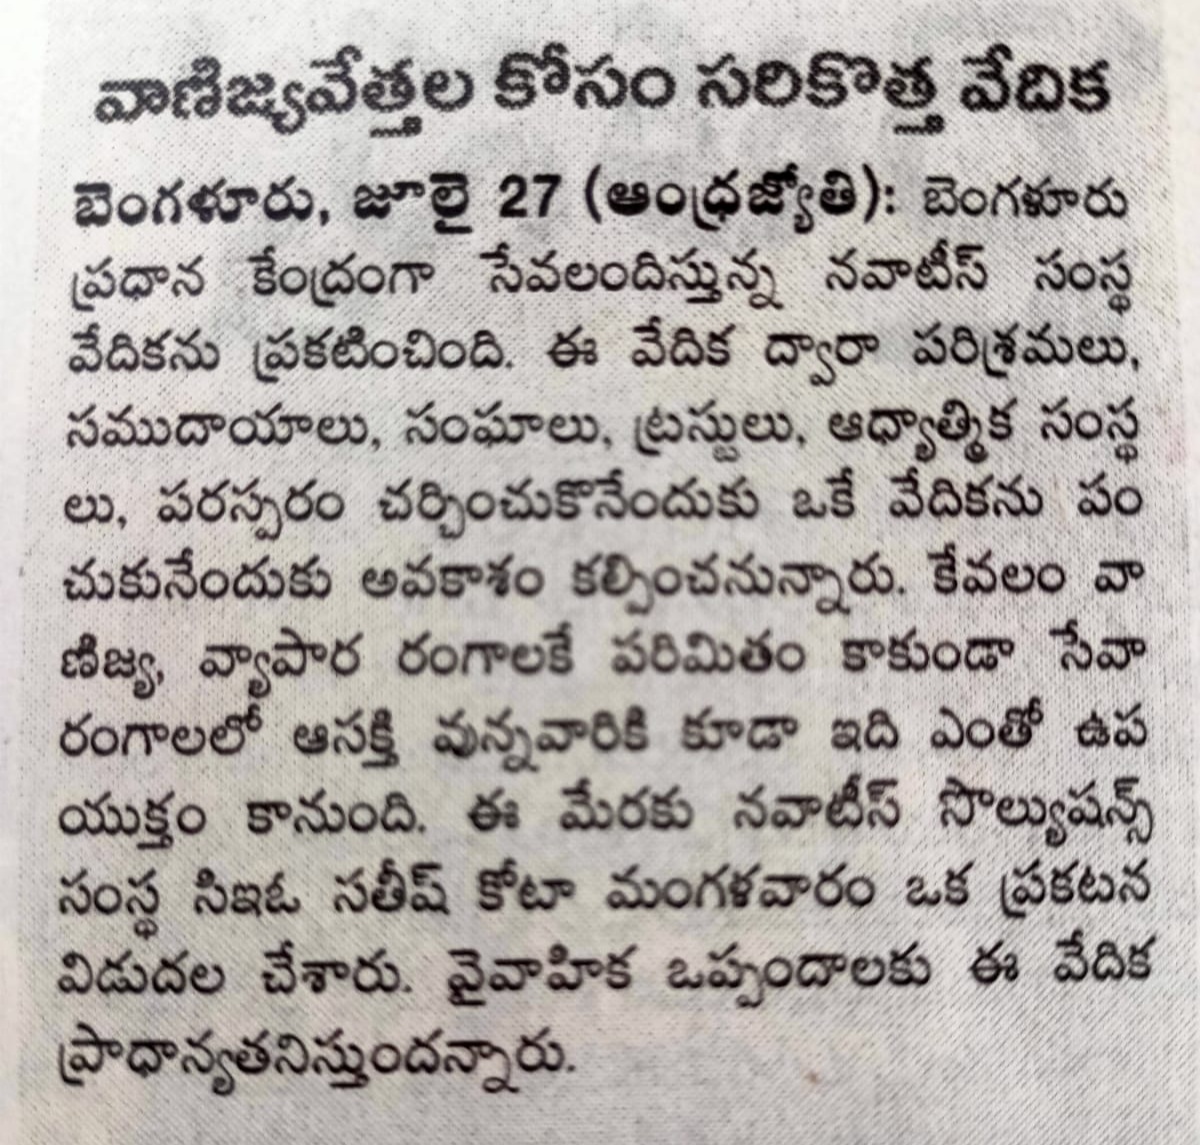 వాణిజ్యవేత్తల కోసం సరికొత్త వేదిక
బెంగళూరు, జూలై 27 (ఆంధ్రజ్యోతి): బెంగళూరు
ప్రధాన కేంద్రంగా సేవలందిస్తున్న నవాటీస్ సంస్థ
వేదికను ప్రకటించింది. ఈ వేదిక ద్వారా పరిశ్రమలు,
సముదాయాలు, సంఘాలు, ట్రస్టులు, ఆధ్యాత్మిక సంస్థ
లు, పరస్పరం చర్చించుకొనేందుకు ఒకే వేదికను పం
చుకునేందుకు అవకాశం కల్పించనున్నారు. కేవలం వా
ణిజ్య, వ్యాపార రంగాలకే పరిమితం కాకుండా సేవా
రంగాలలో ఆసక్తి వున్నవారికి కూడా ఇది ఎంతో ఉప
యుక్తం కానుంది. ఈ మేరకు నవాటీస్ సొల్యుషన్స్
సంస్థ సిఇఓ సతీష్ కోటా మంగళవారం ఒక ప్రకటన
విడుదల చేశారు. వైవాహిక ఒప్పందాలకు ఈ వేదిక
ప్రాధాన్యతనిస్తుందన్నారు.